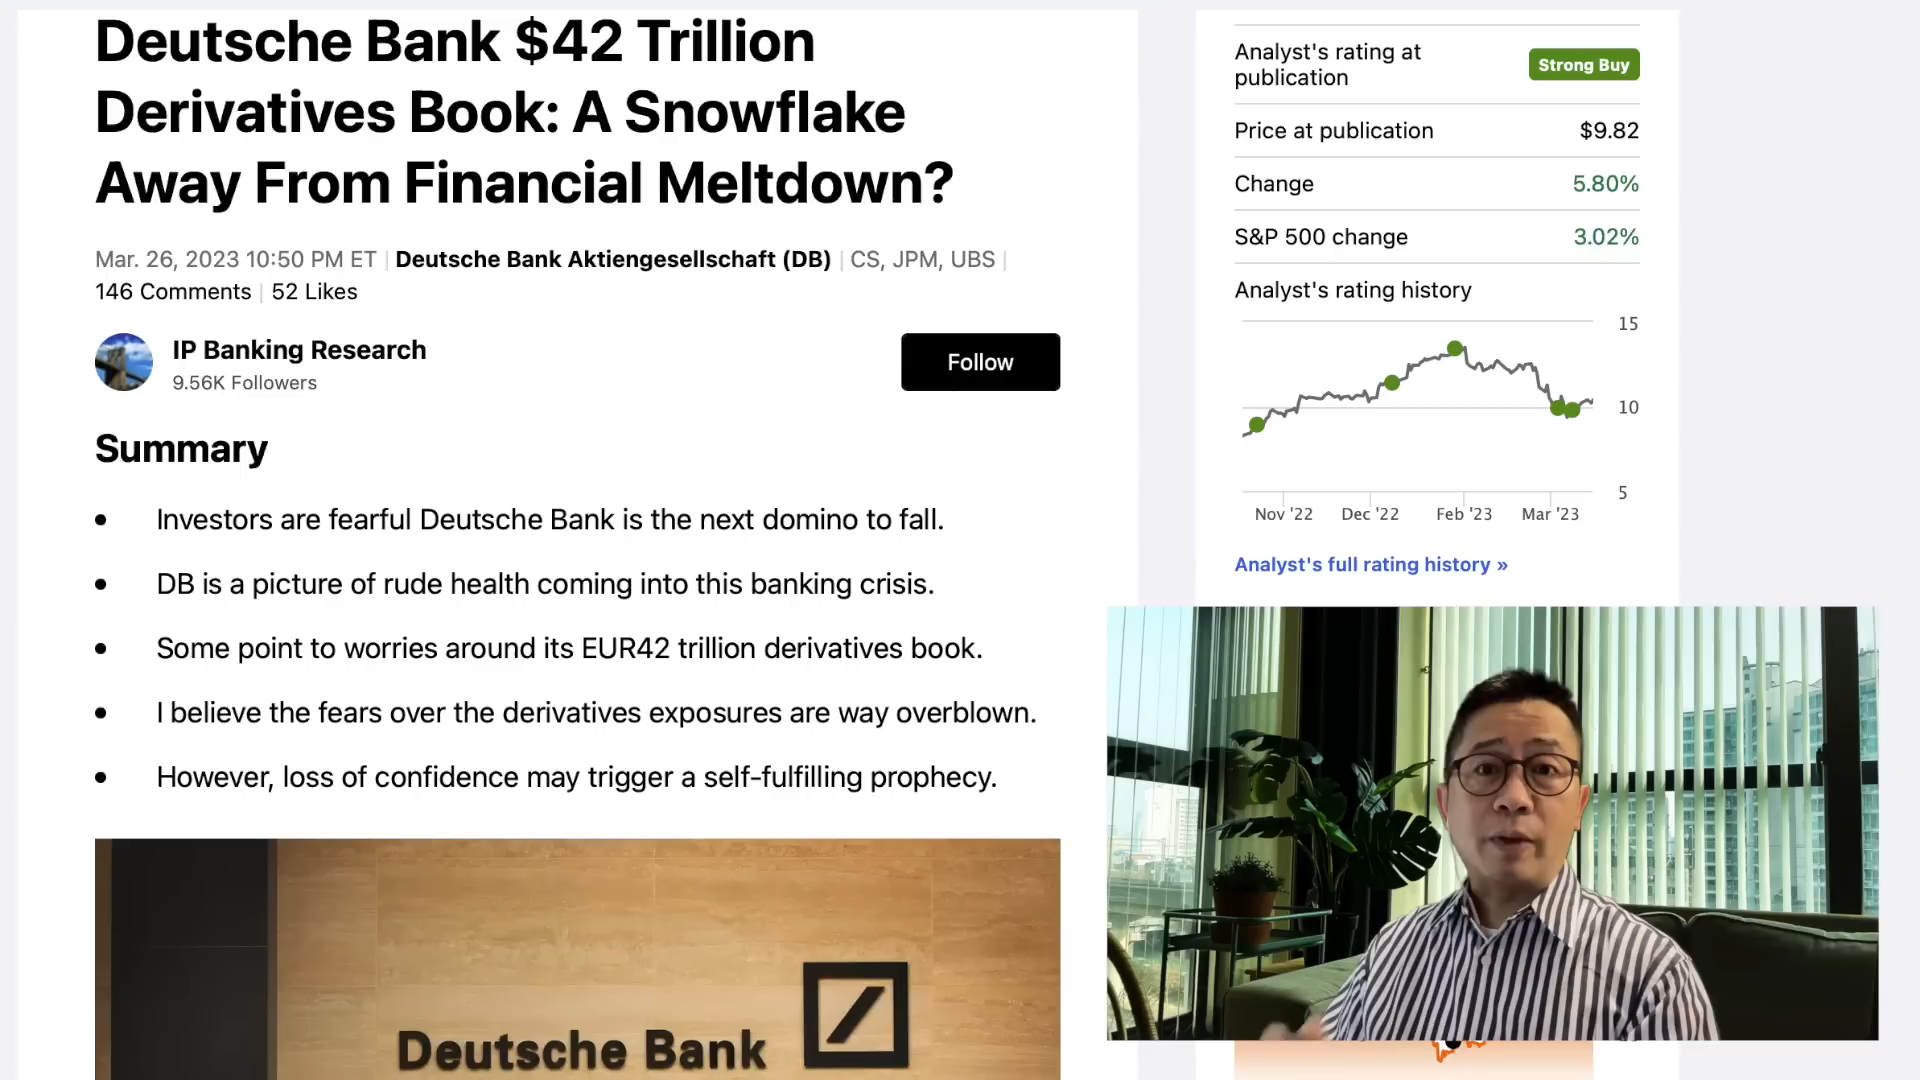 Deutsche Bank $42 Trillion
Derivatives Book: A Snowflake
Away From Financial Meltdown?
Mar. 26, 2023 10:50 PM ET | Deutsche Bank Aktiengesellschaft (DB) | CS, JPM, UBS |
146 Comments | 52 Likes
IP Banking Research
9.56K Followers
Follow
Summary
• Investors are fearful Deutsche Bank is the next domino to fall.
• DB is a picture of rude health coming into this banking crisis.
• Some point to worries around its EUR42 trillion derivatives book.
• I believe the fears over the derivatives exposures are way overblown.
• However, loss of confidence may trigger a self-fulfilling prophecy.
Deutsche Bank
Analyst's rating at
publication
Strong Buy
Price at publication $9.82
Change 5.80%
S&P 500 change 3.02%
Analyst's rating history
15
10
5
Nov '22 Dec '22 Feb '23 Mar '23
Analyst's full rating history »